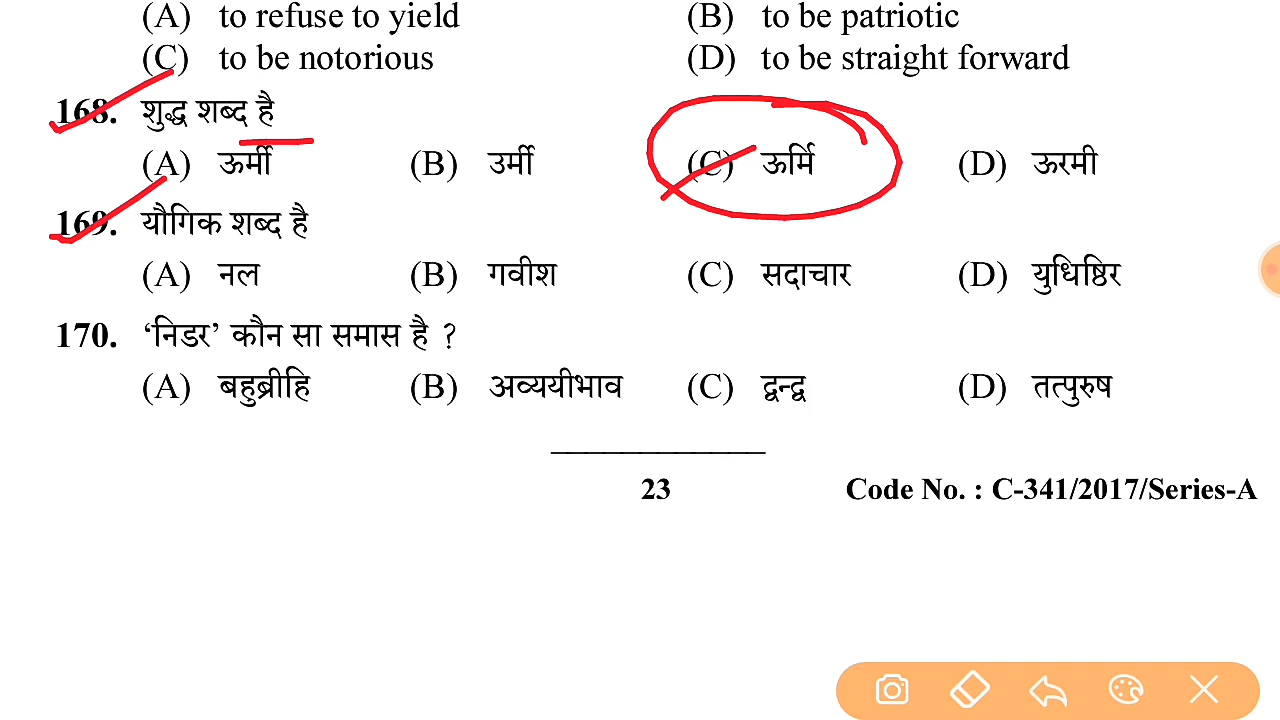 (A) to refuse to yield (B) to be patriotic
(C) to be notorious (D) to be straight forward
168. शुद्ध शब्द है
(A) ऊर्मी (B) उर्मी (C) ऊर्मि (D) ऊरमी
169. यौगिक शब्द है
(A) नल (B) गवीश (C) सदाचार (D) युधिष्ठिर
170. ‘निडर’ कौन सा समास है ?
(A) बहुब्रीहि (B) अव्ययीभाव (C) द्वन्द्व (D) तत्पुरुष
23 Code No. : C-341/2017/Series-A